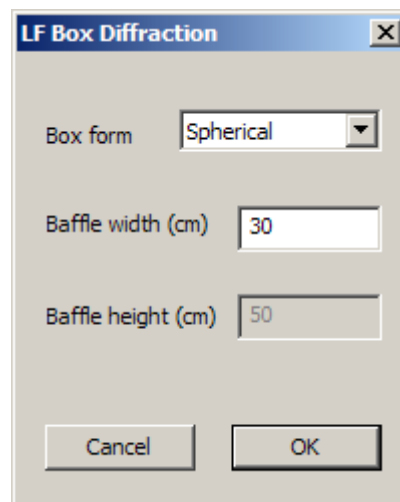 LF Box Diffraction
Box form Spherical
Baffle width (cm) 30
Baffle height (cm) 50
Cancel OK